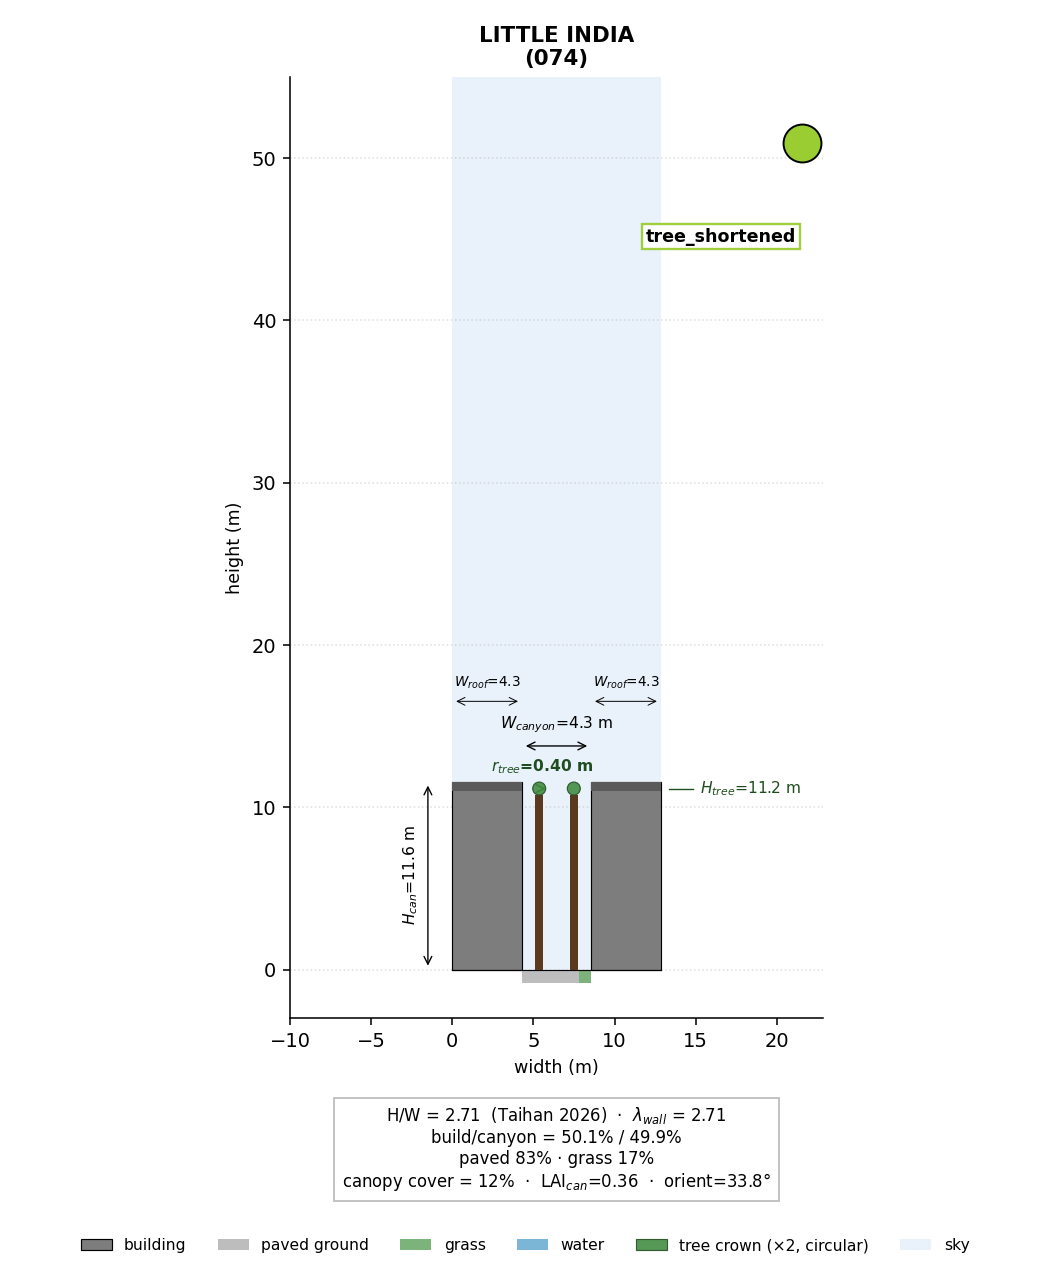 LITTLE INDIA
(074)
50
tree_shortened
40
height (m)
30
20
W_roof=4.3
W_roof=4.3
W_canyon=4.3 m
r_tree=0.40 m
H_tree=11.2 m
10
H_can=11.6 m
0
−10
−5
0
5
10
15
20
width (m)
H/W = 2.71 (Taihan 2026) · λ_wall = 2.71
build/canyon = 50.1% / 49.9%
paved 83% · grass 17%
canopy cover = 12% · LAI_can=0.36 · orient=33.8°
building
paved ground
grass
water
tree crown (×2, circular)
sky